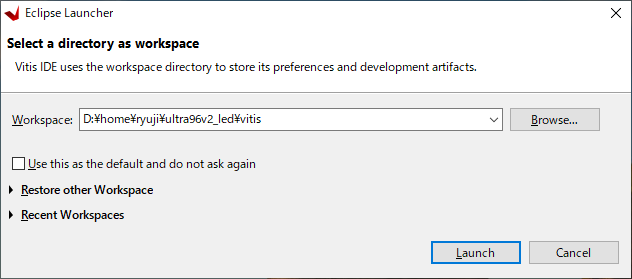 Eclipse Launcher
Select a directory as workspace
Vitis IDE uses the workspace directory to store its preferences and development artifacts.
Workspace: D:¥home¥ryuji¥ultra96v2_led¥vitis Browse...
Use this as the default and do not ask again
Restore other Workspace
Recent Workspaces
Launch Cancel